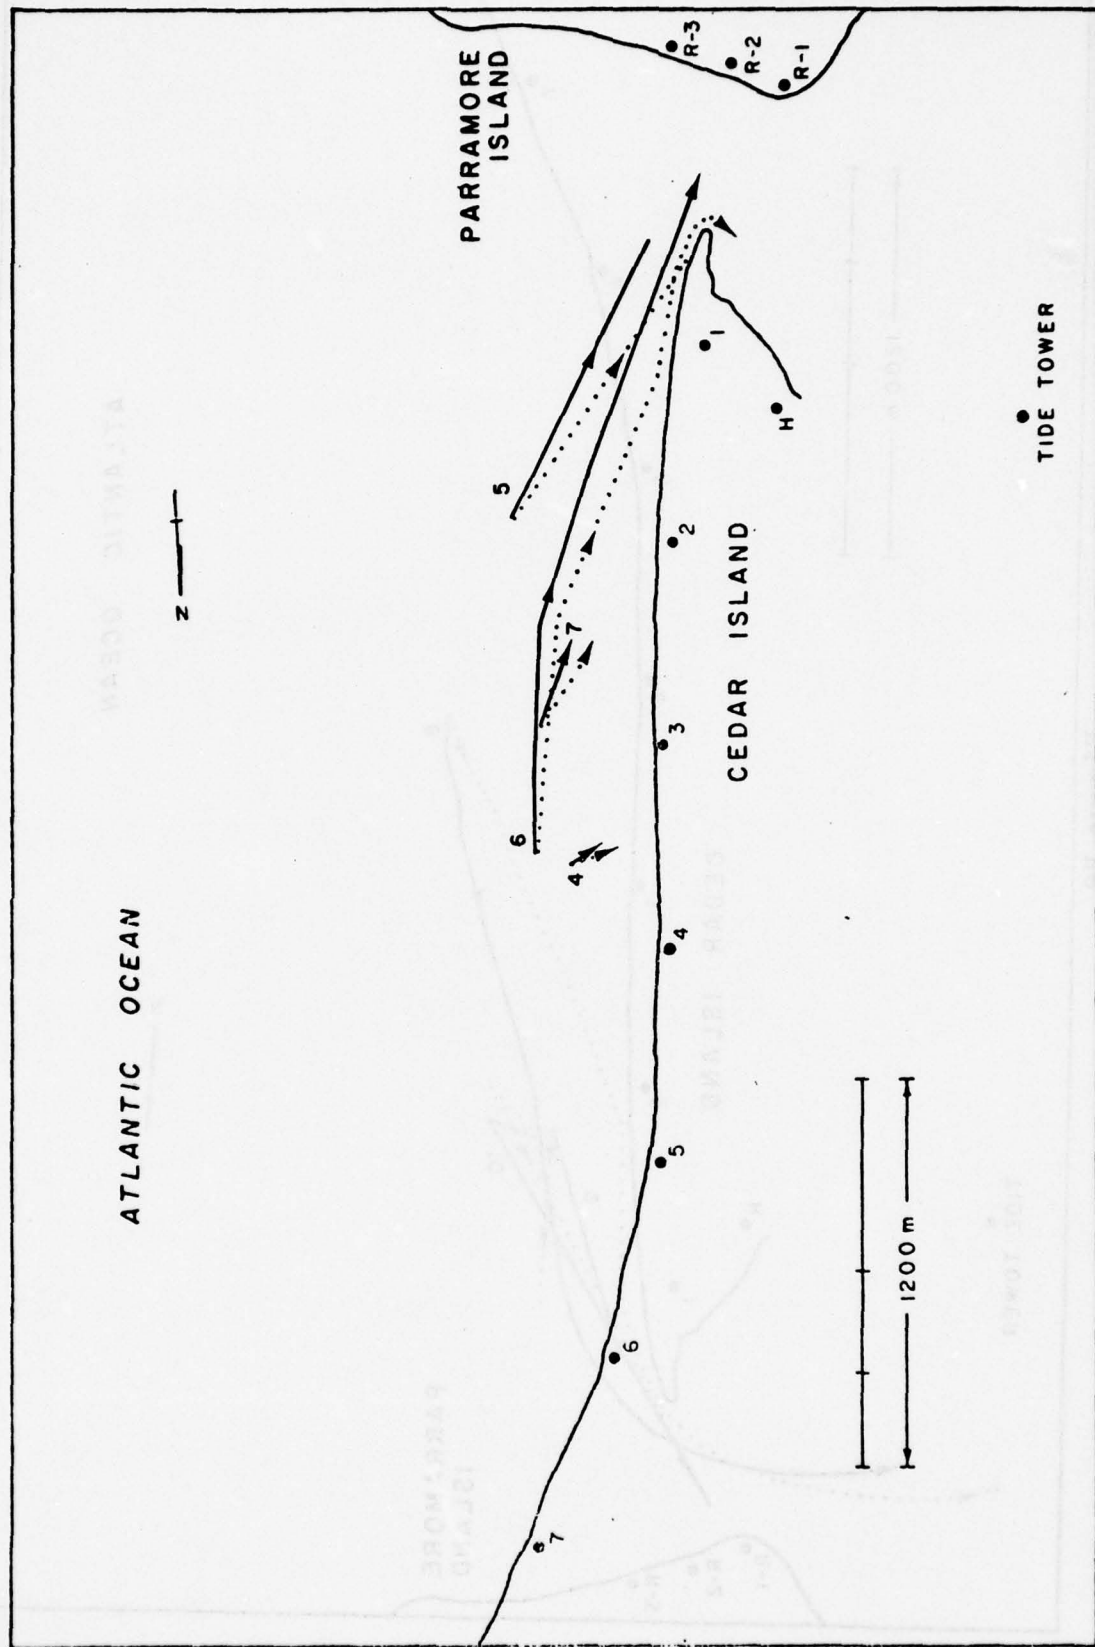 ATLANTIC OCEAN
N
PARRAMORE
ISLAND
R-3
R-2
R-1
5
6
7
4
7
6
5
4
3
2
1
H
CEDAR ISLAND
1200 m
TIDE TOWER